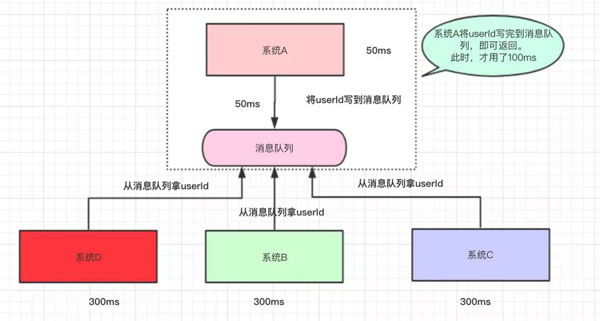 系统A
50ms
系统A将userId写完到消息队
列，即可返回。
此时，才用了100ms
50ms
将userId写到消息队列
消息队列
从消息队列拿userId
从消息队列拿userId
从消息队列拿userId
系统D
系统B
系统C
300ms
300ms
300ms